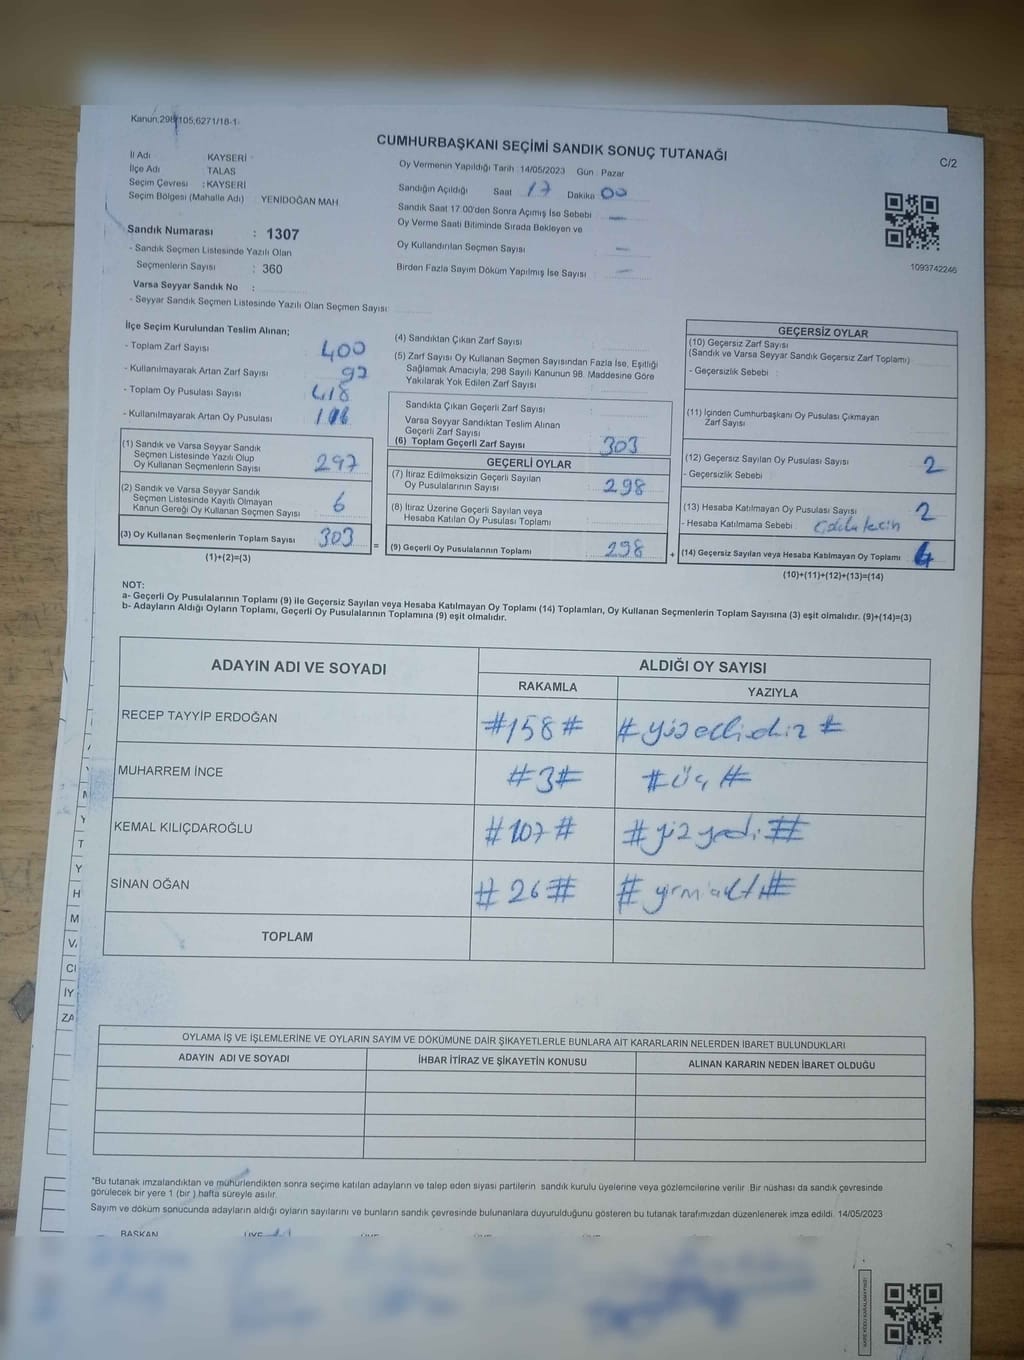 Kanun:298/105,6271/18-1
CUMHURBAŞKANI SEÇİMİ SANDIK SONUÇ TUTANAĞI
C/2
İl Adı KAYSERİ
İlçe Adı TALAS
Seçim Çevresi : KAYSERİ
Seçim Bölgesi (Mahalle Adı) YENİDOĞAN MAH
Sandık Numarası : 1307
- Sandık Seçmen Listesinde Yazılı Olan
Seçmenlerin Sayısı : 360
Varsa Seyyar Sandık No :
- Seyyar Sandık Seçmen Listesinde Yazılı Olan Seçmen Sayısı:
Oy Vermenin Yapıldığı Tarih : 14/05/2023 Gün : Pazar
Sandığın Açıldığı Saat 17 Dakika 00
Sandık Saat 17:00'den Sonra Açımış İse Sebebi —
Oy Verme Saati Bitiminde Sırada Bekleyen ve
Oy Kullandırılan Seçmen Sayısı —
Birden Fazla Sayım Döküm Yapılmış İse Sayısı —
1093742246
İlçe Seçim Kurulundan Teslim Alınan;
- Toplam Zarf Sayısı 400
- Kullanılmayarak Artan Zarf Sayısı
- Toplam Oy Pusulası Sayısı 418
- Kullanılmayarak Artan Oy Pusulası
(1) Sandık ve Varsa Seyyar Sandık
Seçmen Listesinde Yazılı Olup
Oy Kullanan Seçmenlerin Sayısı 297
(2) Sandık ve Varsa Seyyar Sandık
Seçmen Listesinde Kayıtlı Olmayan
Kanun Gereği Oy Kullanan Seçmen Sayısı 6
(3) Oy Kullanan Seçmenlerin Toplam Sayısı 303
(1)+(2)=(3)
(4) Sandıktan Çıkan Zarf Sayısı
(5) Zarf Sayısı Oy Kullanan Seçmen Sayısından Fazla İse, Eşitliği
Sağlamak Amacıyla, 298 Sayılı Kanunun 98. Maddesine Göre
Yakılarak Yok Edilen Zarf Sayısı
Sandıkta Çıkan Geçerli Zarf Sayısı
Varsa Seyyar Sandıktan Teslim Alınan
Geçerli Zarf Sayısı
(6) Toplam Geçerli Zarf Sayısı 303
GEÇERLİ OYLAR
(7) İtiraz Edilmeksizin Geçerli Sayılan
Oy Pusulalarının Sayısı 298
(8) İtiraz Üzerine Geçerli Sayılan veya
Hesaba Katılan Oy Pusulası Toplamı
= (9) Geçerli Oy Pusulalarının Toplamı 298 +
GEÇERSİZ OYLAR
(10) Geçersiz Zarf Sayısı
(Sandık ve Varsa Seyyar Sandık Geçersiz Zarf Toplamı)
- Geçersizlik Sebebi :
(11) İçinden Cumhurbaşkanı Oy Pusulası Çıkmayan
Zarf Sayısı
(12) Geçersiz Sayılan Oy Pusulası Sayısı 2
- Geçersizlik Sebebi :
(13) Hesaba Katılmayan Oy Pusulası Sayısı 2
- Hesaba Katılmama Sebebi :
(14) Geçersiz Sayılan veya Hesaba Katılmayan Oy Toplamı
(10)+(11)+(12)+(13)=(14)
NOT:
a- Geçerli Oy Pusulalarının Toplamı (9) ile Geçersiz Sayılan veya Hesaba Katılmayan Oy Toplamı (14) Toplamları, Oy Kullanan Seçmenlerin Toplam Sayısına (3) eşit olmalıdır. (9)+(14)=(3)
b- Adayların Aldığı Oyların Toplamı, Geçerli Oy Pusulalarının Toplamına (9) eşit olmalıdır.
ADAYIN ADI VE SOYADI ALDIĞI OY SAYISI
RAKAMLA YAZIYLA
RECEP TAYYİP ERDOĞAN #158# #yüzellisekiz#
MUHARREM İNCE #3# #üç#
KEMAL KILIÇDAROĞLU #107# #yüz yedi#
SİNAN OĞAN #26# #yirmialtı#
TOPLAM
OYLAMA İŞ VE İŞLEMLERİNE VE OYLARIN SAYIM VE DÖKÜMÜNE DAİR ŞİKAYETLERLE BUNLARA AİT KARARLARIN NELERDEN İBARET BULUNDUKLARI
ADAYIN ADI VE SOYADI İHBAR İTİRAZ VE ŞİKAYETİN KONUSU ALINAN KARARIN NEDEN İBARET OLDUĞU
*Bu tutanak imzalandıktan ve mühürlendikten sonra seçime katılan adayların ve talep eden siyasi partilerin sandık kurulu üyelerine veya gözlemcilerine verilir. Bir nüshası da sandık çevresinde
görülecek bir yere 1 (bir ) hafta süreyle asılır.
Sayım ve döküm sonucunda adayların aldığı oyların sayılarını ve bunların sandık çevresinde bulunanlara duyurulduğunu gösteren bu tutanak tarafımızdan düzenlenerek imza edildi. 14/05/2023
BAŞKAN